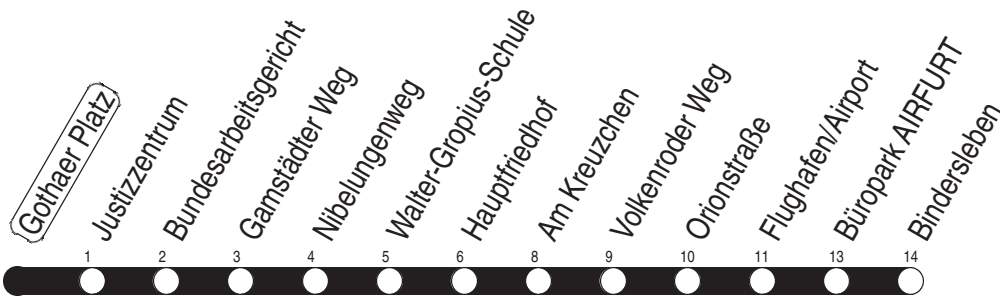 Gothaer Platz
Justizzentrum
Bundesarbeitsgericht
Gamstädter Weg
Nibelungenweg
Walter-Gropius-Schule
Hauptfriedhof
Am Kreuzchen
Volkenroder Weg
Orionstraße
Flughafen/Airport
Büropark AIRFURT
Bindersleben
1 2 3 4 5 6 8 9 10 11 13 14